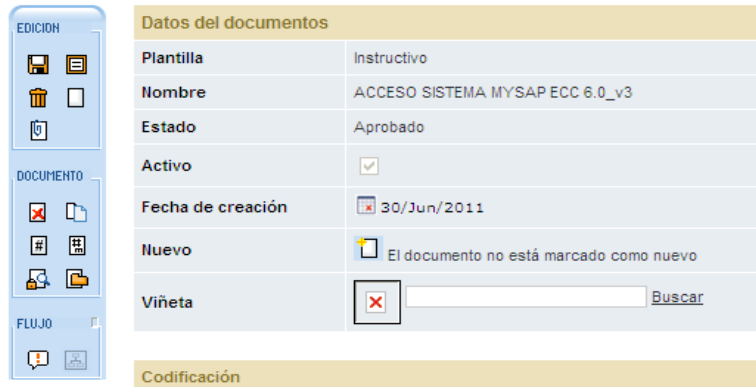 EDICION
DOCUMENTO
FLUJO
Datos del documentos
Plantilla Instructivo
Nombre ACCESO SISTEMA MYSAP ECC 6.0_v3
Estado Aprobado
Activo
Fecha de creación 30/Jun/2011
Nuevo El documento no está marcado como nuevo
Viñeta Buscar
Codificación